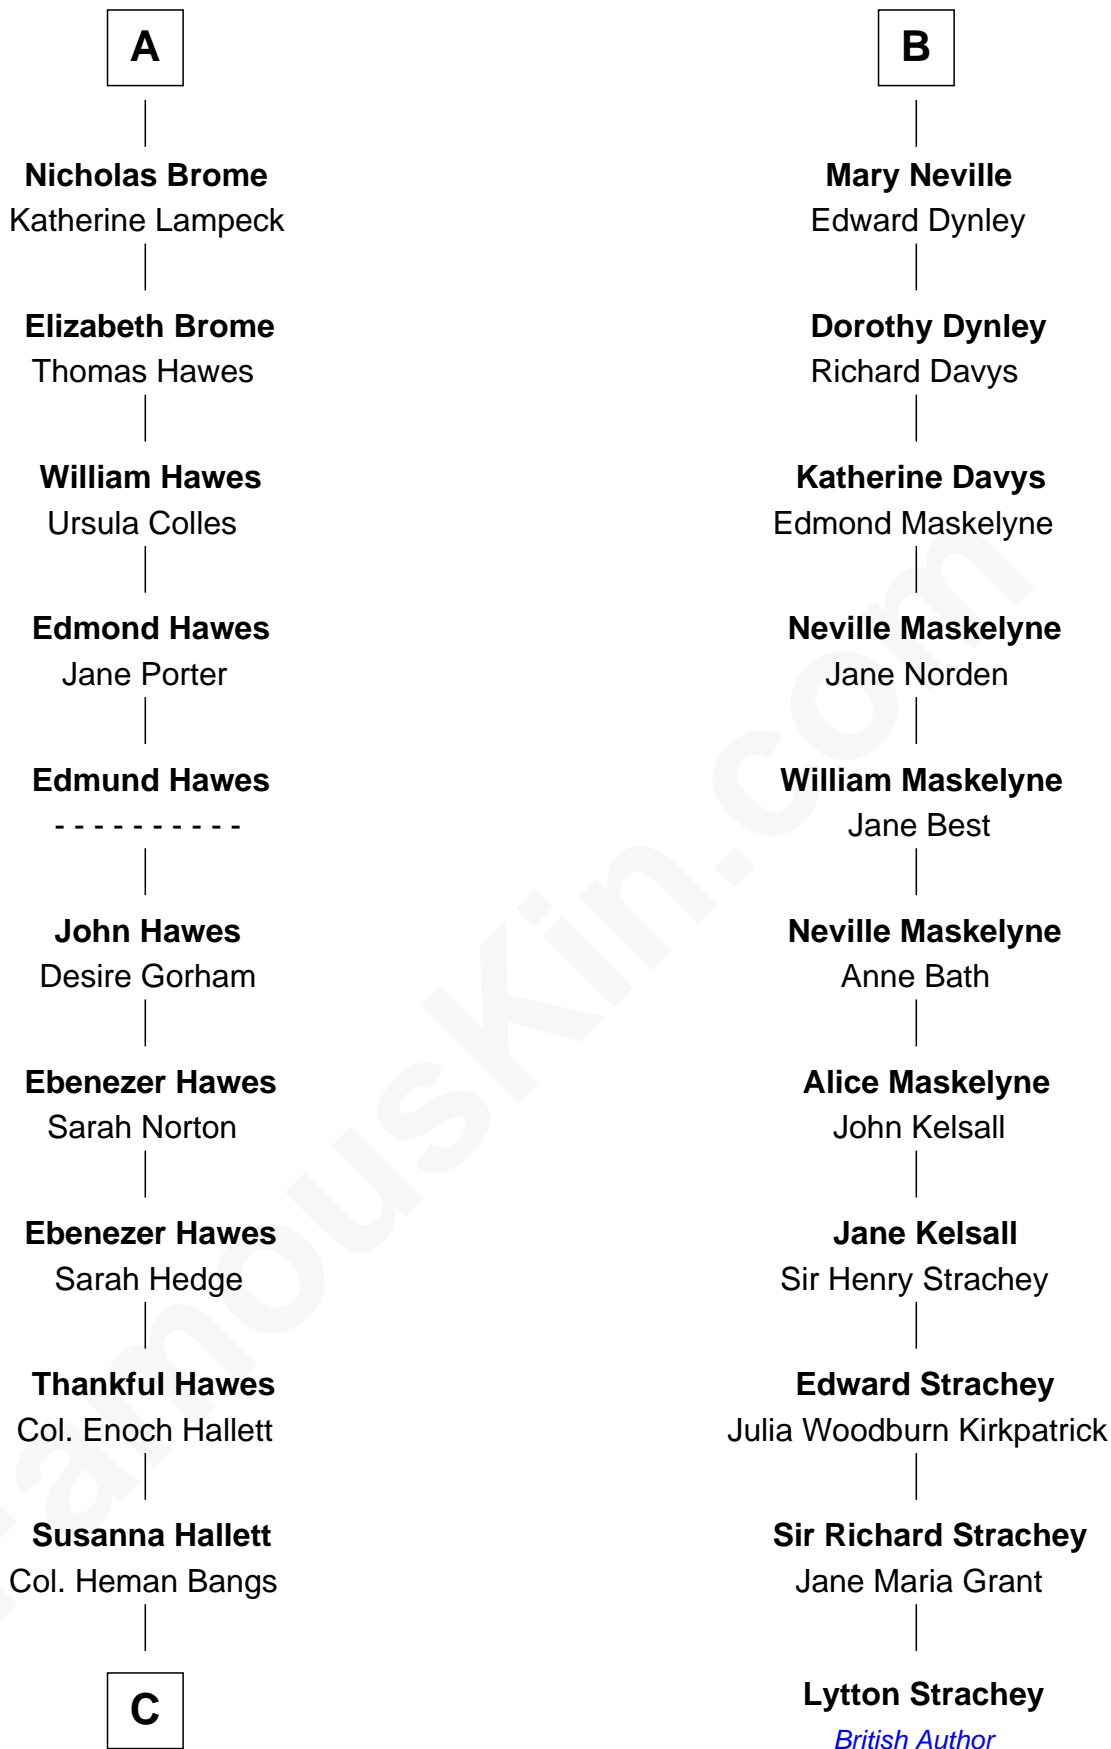 A
Nicholas Brome
Katherine Lampeck
Elizabeth Brome
Thomas Hawes
William Hawes
Ursula Colles
Edmond Hawes
Jane Porter
Edmund Hawes
- - - - - - - - - -
John Hawes
Desire Gorham
Ebenezer Hawes
Sarah Norton
Ebenezer Hawes
Sarah Hedge
Thankful Hawes
Col. Enoch Hallett
Susanna Hallett
Col. Heman Bangs
C
B
Mary Neville
Edward Dynley
Dorothy Dynley
Richard Davys
Katherine Davys
Edmond Maskelyne
Neville Maskelyne
Jane Norden
William Maskelyne
Jane Best
Neville Maskelyne
Anne Bath
Alice Maskelyne
John Kelsall
Jane Kelsall
Sir Henry Strachey
Edward Strachey
Julia Woodburn Kirkpatrick
Sir Richard Strachey
Jane Maria Grant
Lytton Strachey
British Author
FamousKin.com